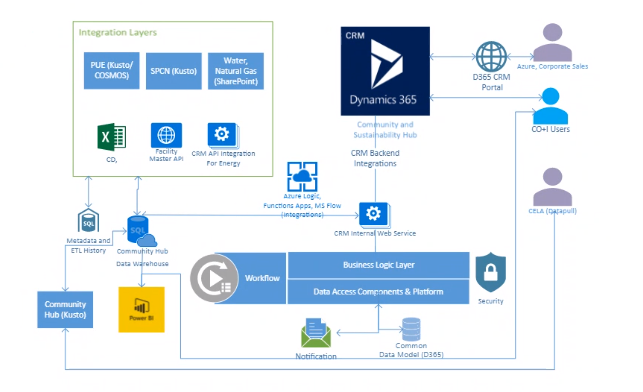 Integration Layers
PUE (Kusto/
COSMOS)
SPCN (Kusto)
Water,
Natural Gas
(SharePoint)
CD,
Facility
Master API
CRM API Integration
For Energy
CRM
Dynamics 365
Community and
Sustainability Hub
CRM Backend
Integrations
D365 CRM
Portal
Azure, Corporate Sales
CO+I Users
CELA (Datapull)
Azure Logic,
Functions Apps, MS Flow
(Integrations)
SQL
Metadata and
ETL History
SQL
Community Hub
Data Warehouse
CRM Internal Web Service
Workflow
Business Logic Layer
Data Access Components & Platform
Security
Community
Hub (Kusto)
Power BI
Notification
Common
Data Model (D365)